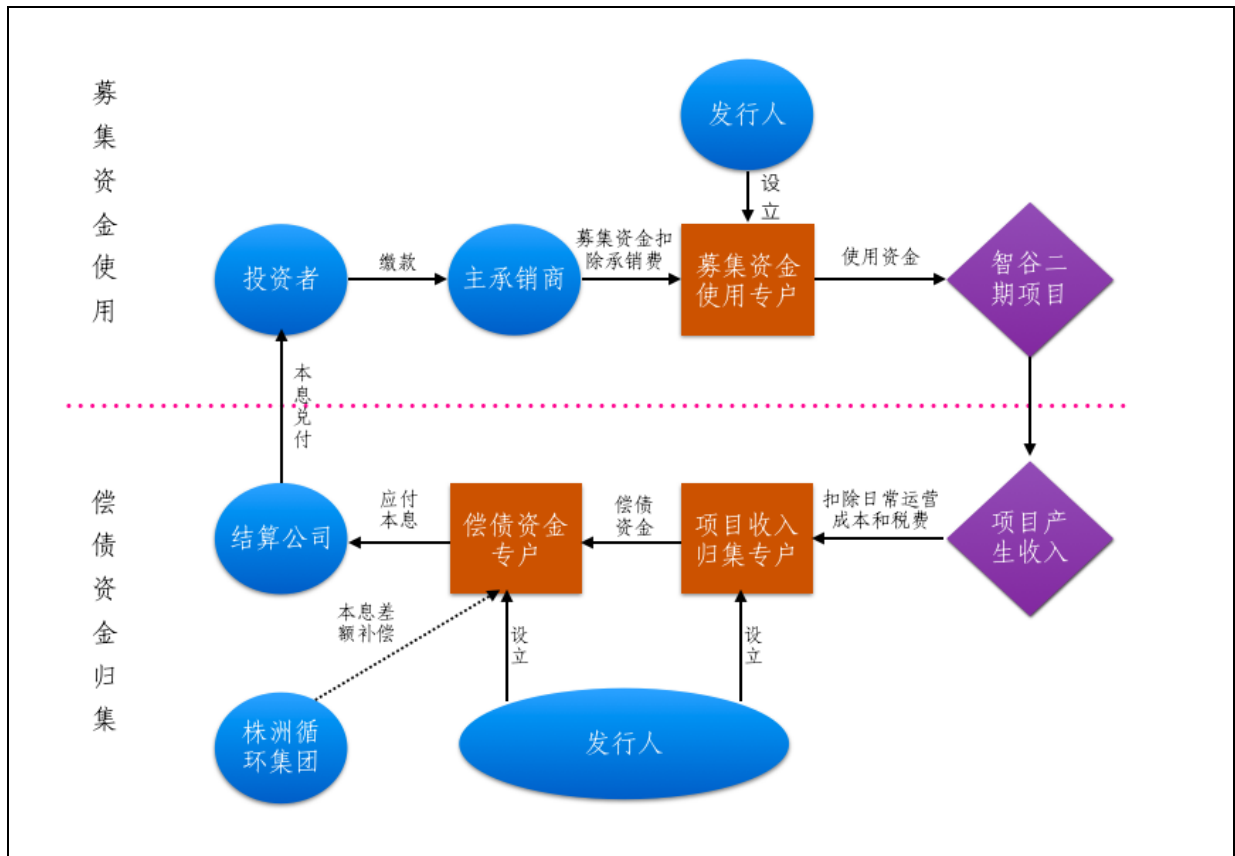 募集资金使用
发行人
设立
投资者
缴款
主承销商
募集资金扣
除承销费
募集资金
使用专户
使用资金
智谷二
期项目
本息兑付
偿债资金归集
结算公司
应付
本息
偿债资金
专户
偿债
资金
项目收入
归集专户
扣除日常运营
成本和税费
项目产
生收入
本息差
额补偿
设立
设立
株洲循
环集团
发行人